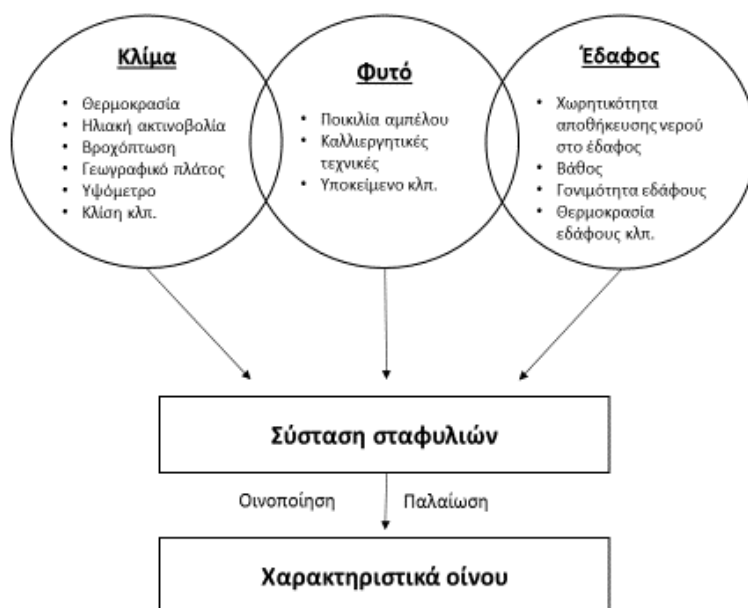 Κλίμα
• Θερμοκρασία
• Ηλιακή ακτινοβολία
• Βροχόπτωση
• Γεωγραφικό πλάτος
• Υψόμετρο
• Κλίση κλπ.
Φυτό
• Ποικιλία αμπέλου
• Καλλιεργητικές
τεχνικές
• Υποκείμενο κλπ.
Έδαφος
• Χωρητικότητα
αποθήκευσης νερού
στο έδαφος
• Βάθος
• Γονιμότητα εδάφους
• Θερμοκρασία
εδάφους κλπ.
Σύσταση σταφυλιών
Οινοποίηση
Παλαίωση
Χαρακτηριστικά οίνου